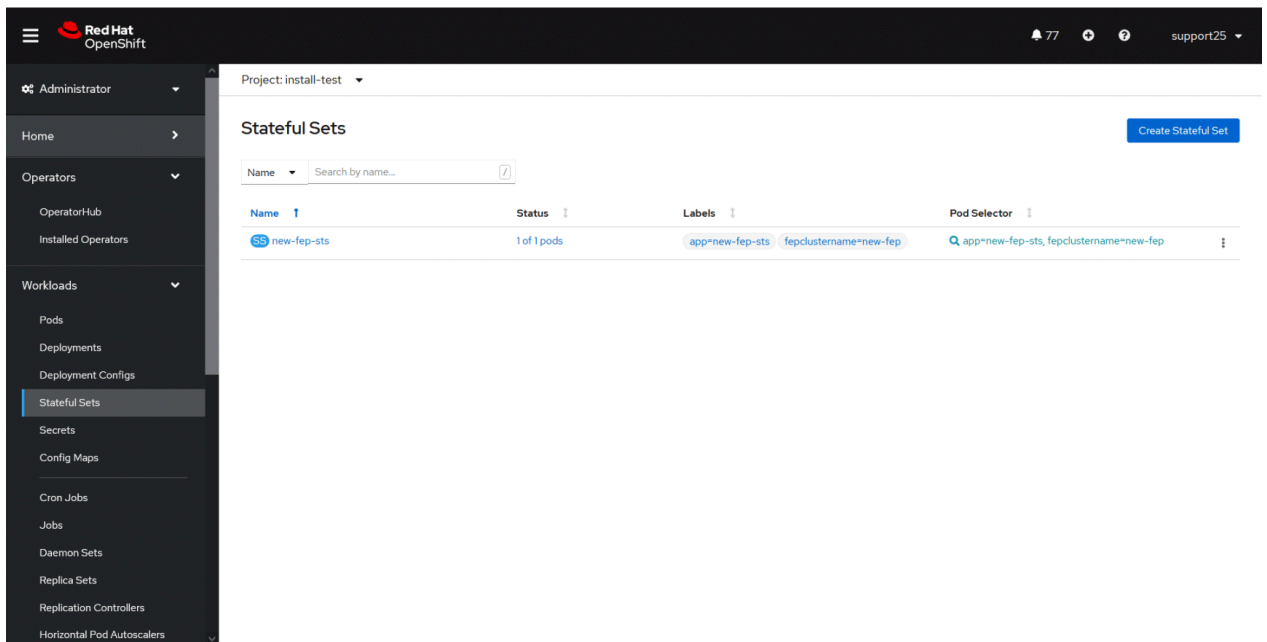 Red Hat
OpenShift
77
support25
Administrator
Home
Operators
OperatorHub
Installed Operators
Workloads
Pods
Deployments
Deployment Configs
Stateful Sets
Secrets
Config Maps
Cron Jobs
Jobs
Daemon Sets
Replica Sets
Replication Controllers
Horizontal Pod Autoscalers
Project: install-test
Stateful Sets
Create Stateful Set
Name Search by name... /
Name Status Labels Pod Selector
SS new-fep-sts 1 of 1 pods app=new-fep-sts fepclustername=new-fep app=new-fep-sts, fepclustername=new-fep